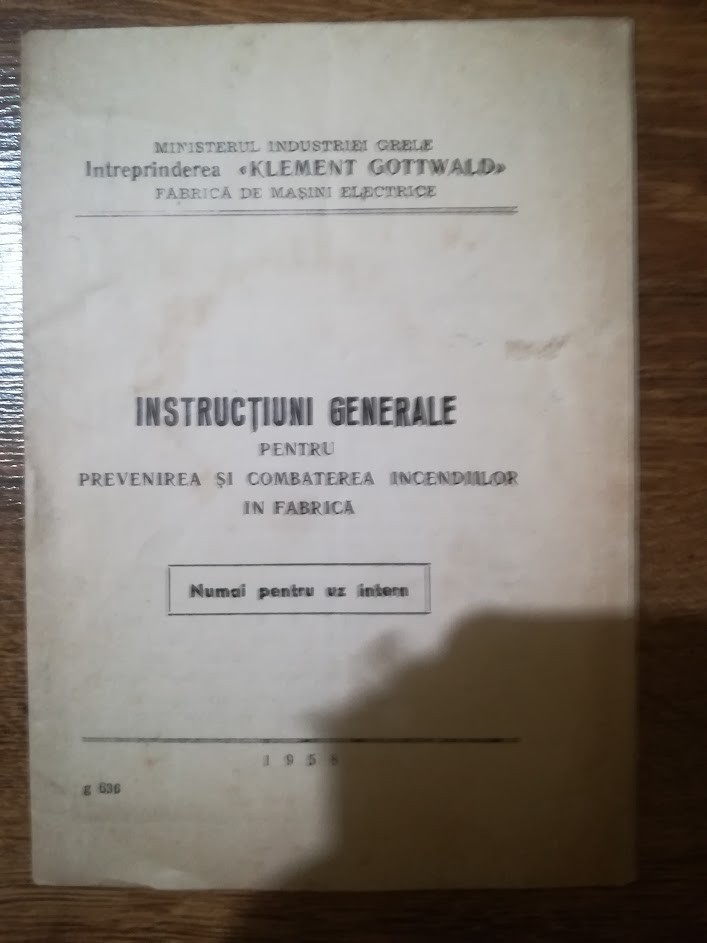 MINISTERUL INDUSTRIEI GRELE
Intreprinderea «KLEMENT GOTTWALD»
FABRICA DE MAȘINI ELECTRICE
INSTRUCȚIUNI GENERALE
PENTRU
PREVENIREA ȘI COMBATEREA INCENDIILOR
IN FABRICĂ
Numai pentru uz intern
g 636